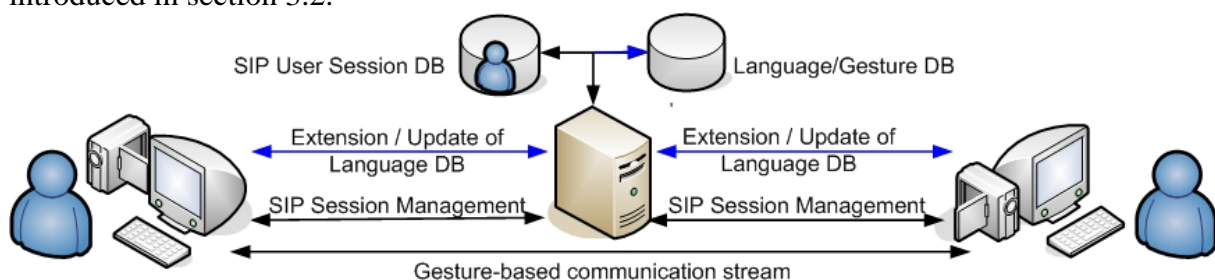 introduced in section 3.2.
SIP User Session DB
Language/Gesture DB
Extension / Update of
Language DB
Extension / Update of
Language DB
SIP Session Management
SIP Session Management
Gesture-based communication stream